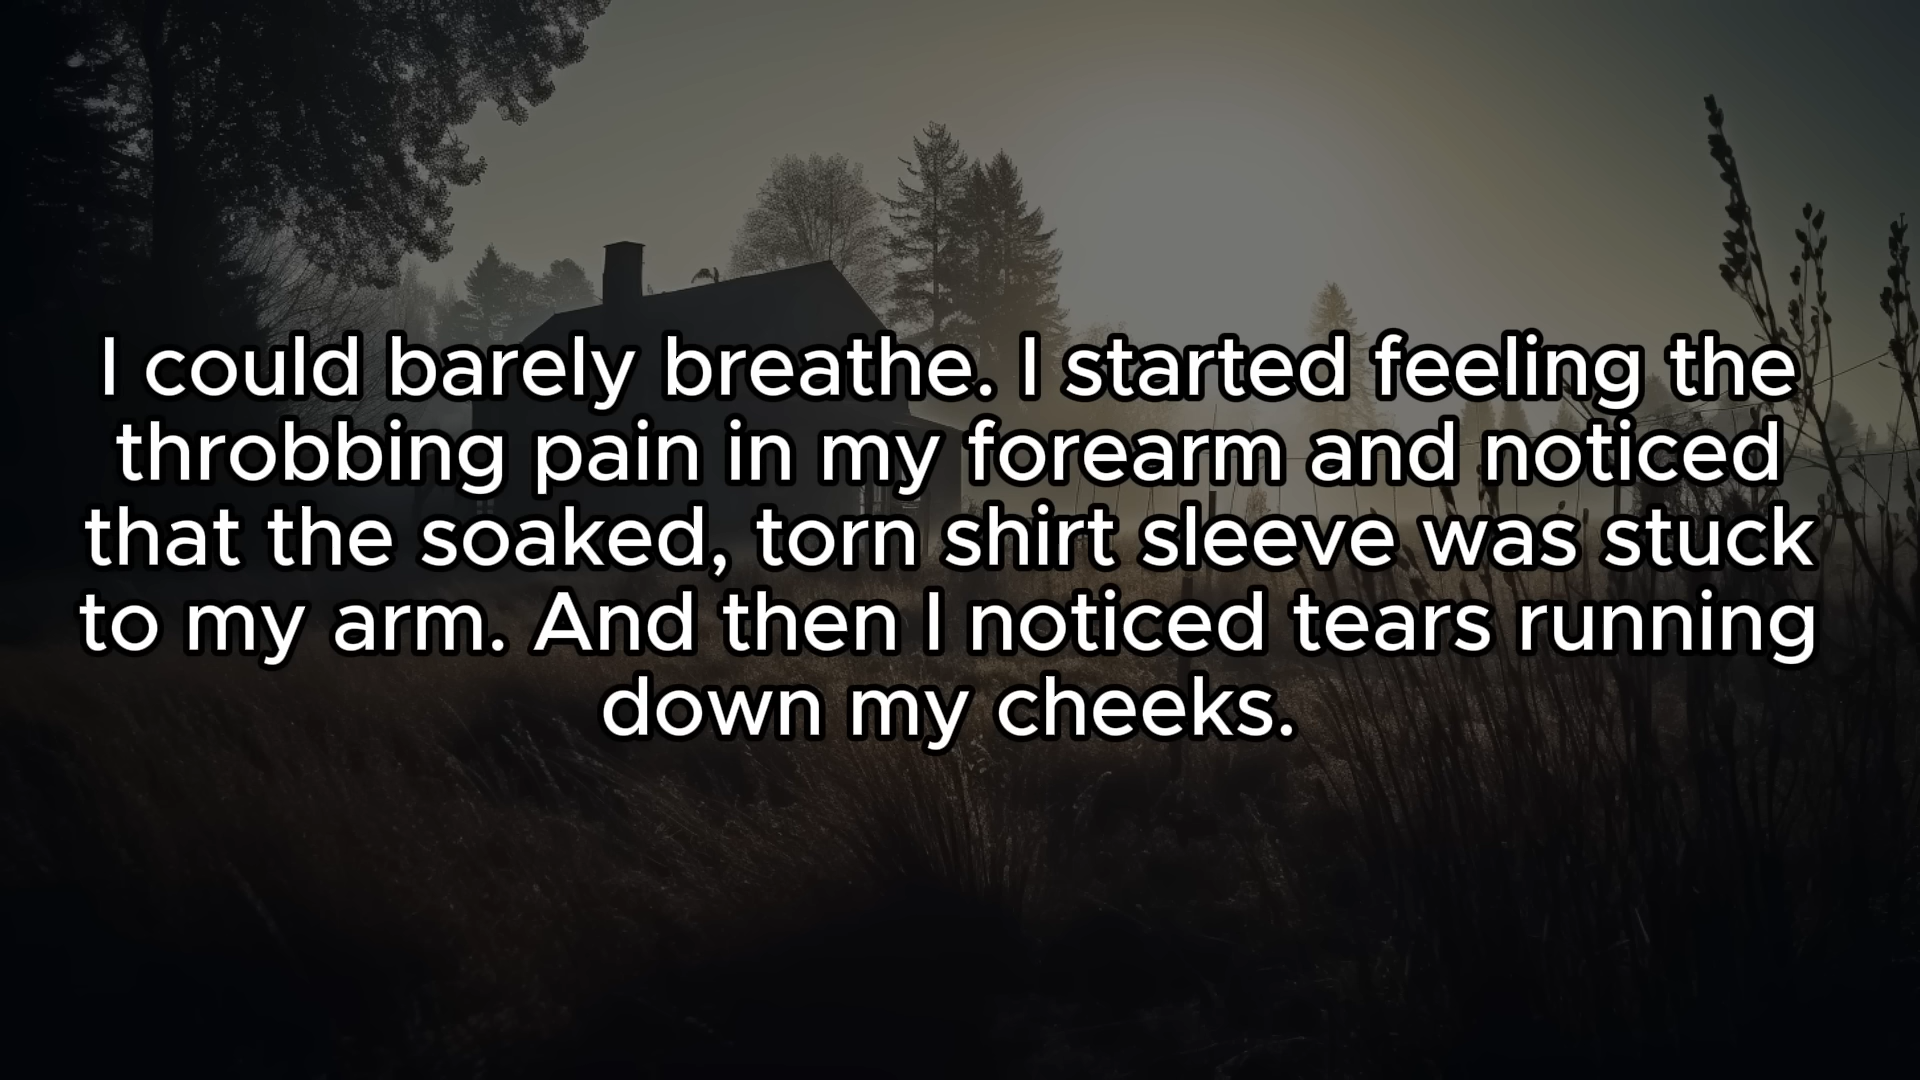 I could barely breathe. I started feeling the
throbbing pain in my forearm and noticed
that the soaked, torn shirt sleeve was stuck
to my arm. And then I noticed tears running
down my cheeks.